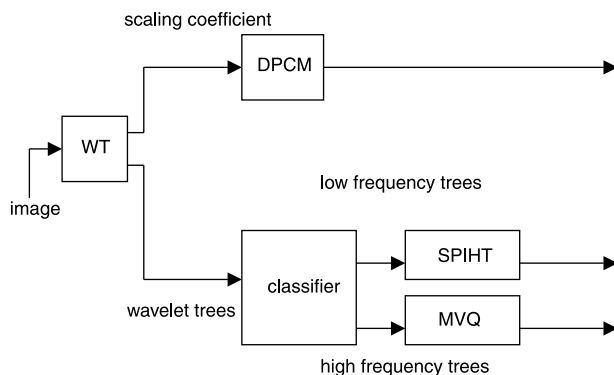 scaling coefficient
DPCM
WT
image
low frequency trees
wavelet trees
classifier
SPIHT
MVQ
high frequency trees